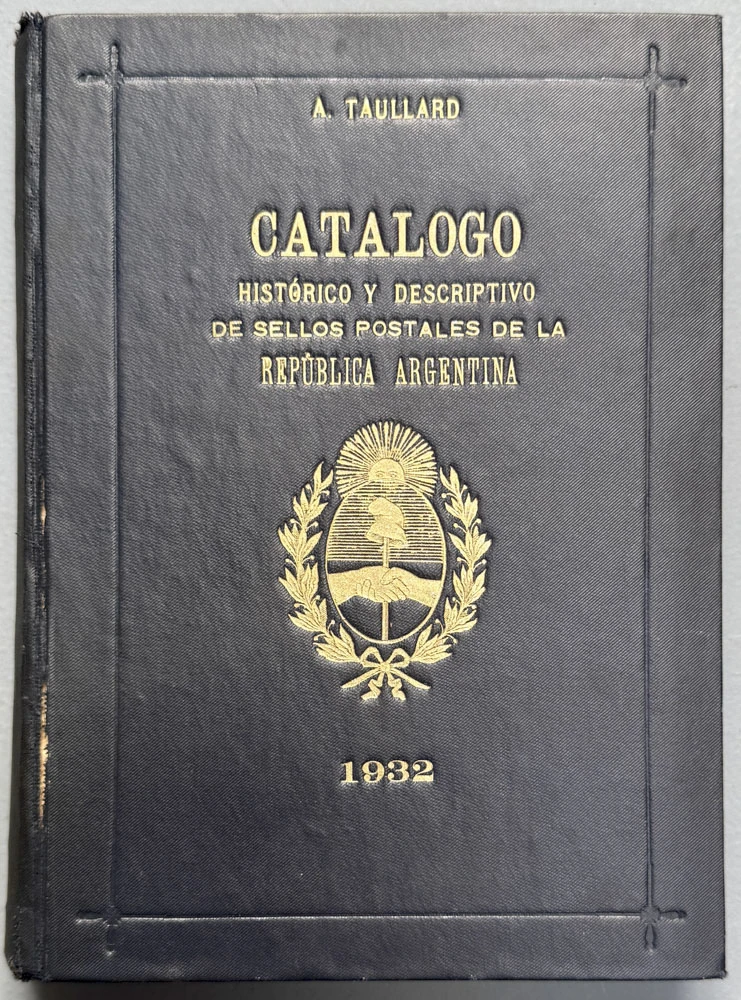 A. TAULLARD
CATALOGO
HISTÓRICO Y DESCRIPTIVO
DE SELLOS POSTALES DE LA
REPÚBLICA ARGENTINA
1932